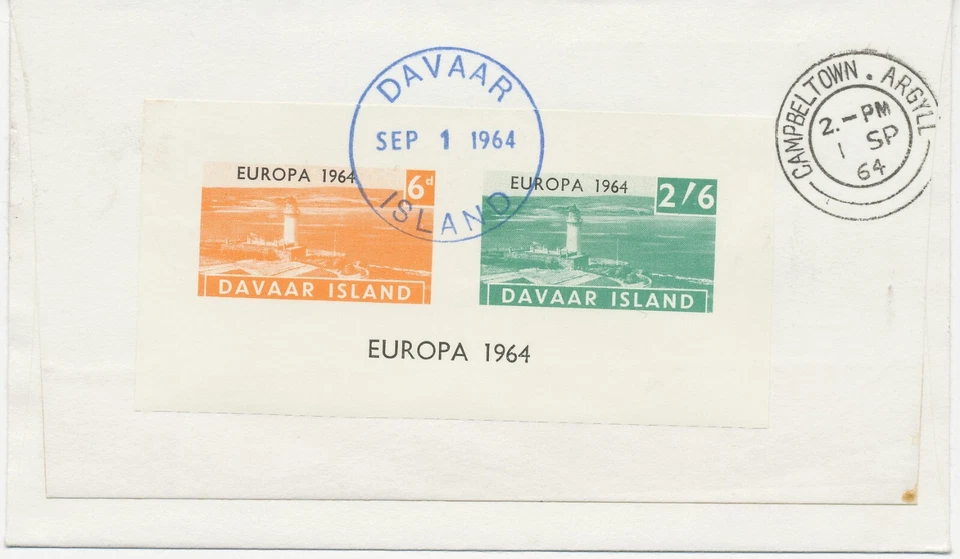 DAVAAR
SEP 1 1964
ISLAND
CAMPBELTOWN . ARGYLL
2.-PM
1 SP
64
EUROPA 1964
6d
DAVAAR ISLAND
EUROPA 1964
2/6
DAVAAR ISLAND
EUROPA 1964